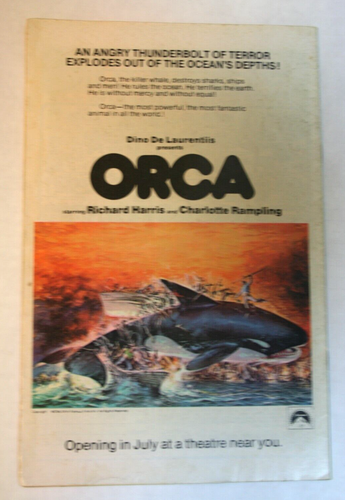 AN ANGRY THUNDERBOLT OF TERROR
EXPLODES OUT OF THE OCEAN'S DEPTHS!!
Orca, the killer whale, destroys sharks, ships
and men! He rules the ocean. He terrifies the earth.
He is without mercy and without equal!
Orca—the most powerful, the most fantastic
animal in all the world.)
Dino De Laurentiis
presents
ORCA
starring Richard Harris and Charlotte Rampling
Opening in July at a theatre near you.